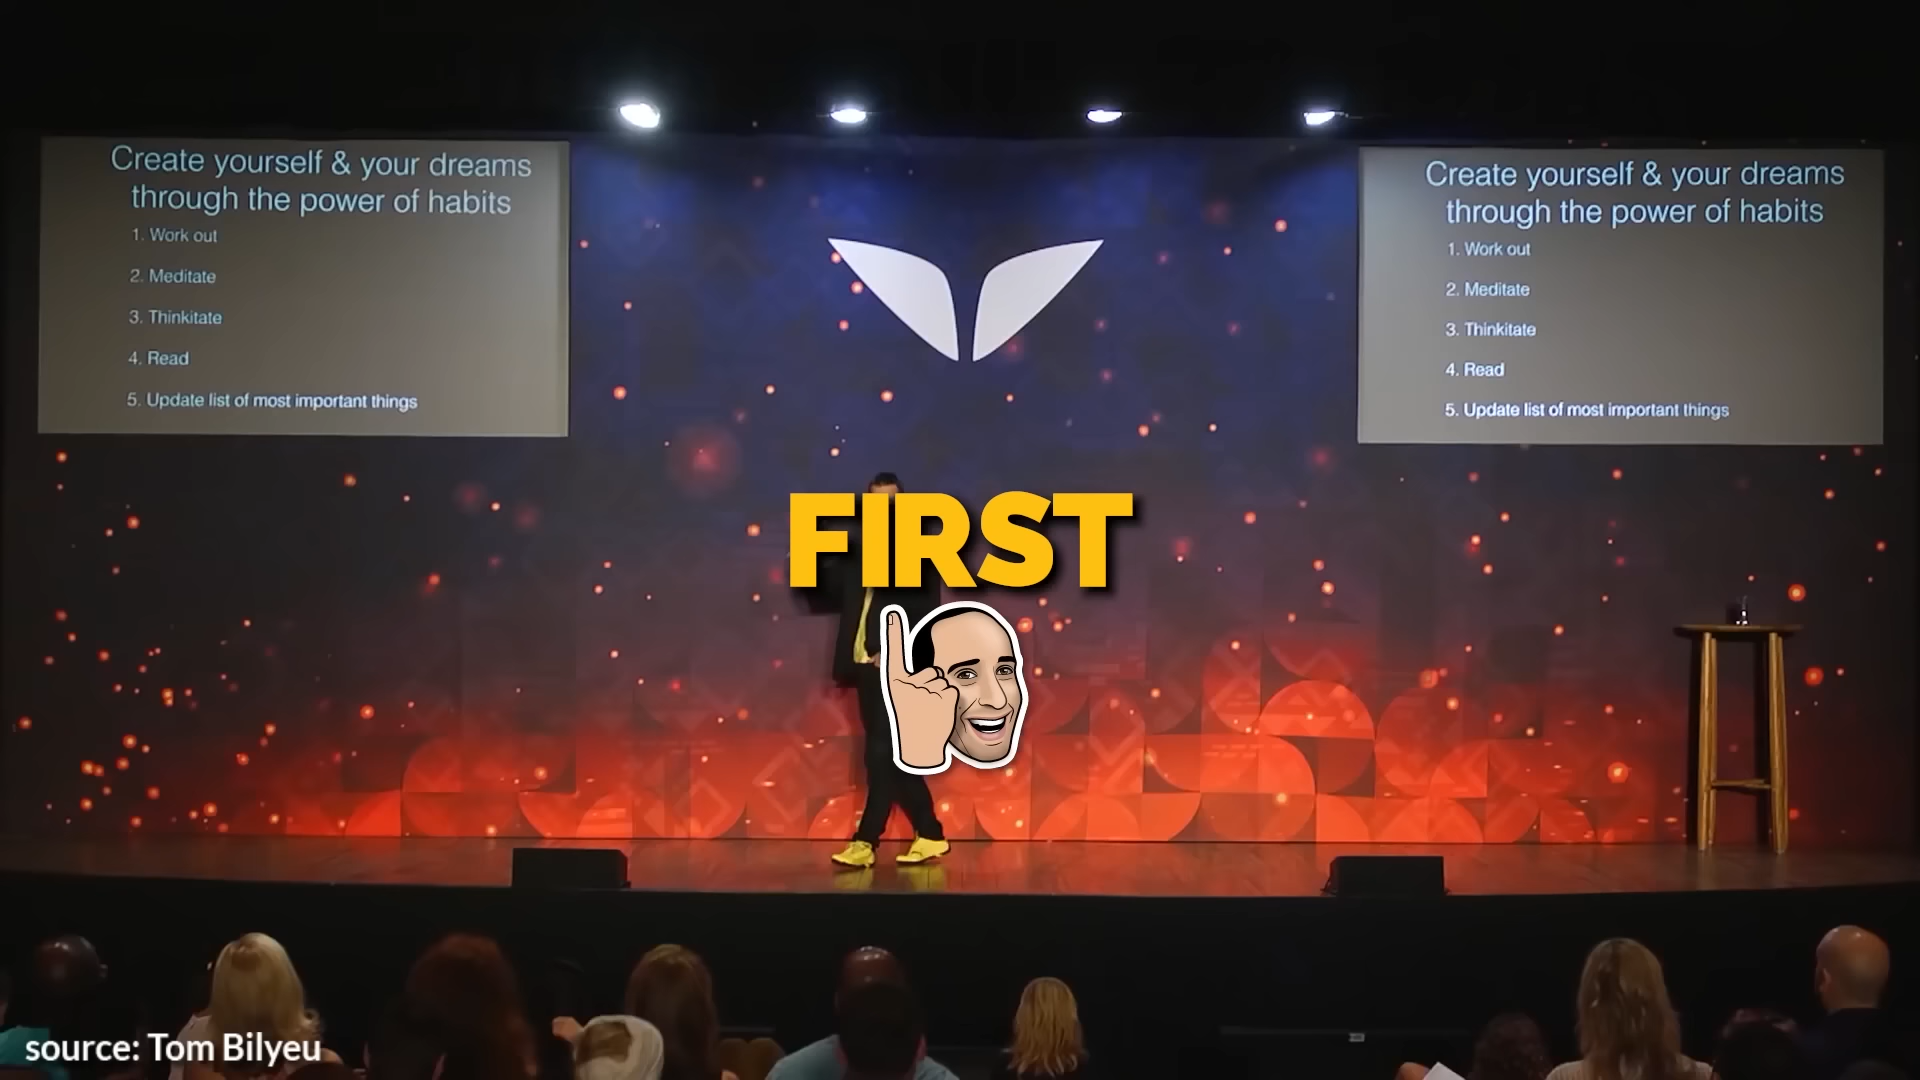 Create yourself & your dreams
through the power of habits
1. Work out
2. Meditate
3. Thinkitate
4. Read
5. Update list of most important things
Create yourself & your dreams
through the power of habits
1. Work out
2. Meditate
3. Thinkitate
4. Read
5. Update list of most important things
FIRST
source: Tom Bilyeu